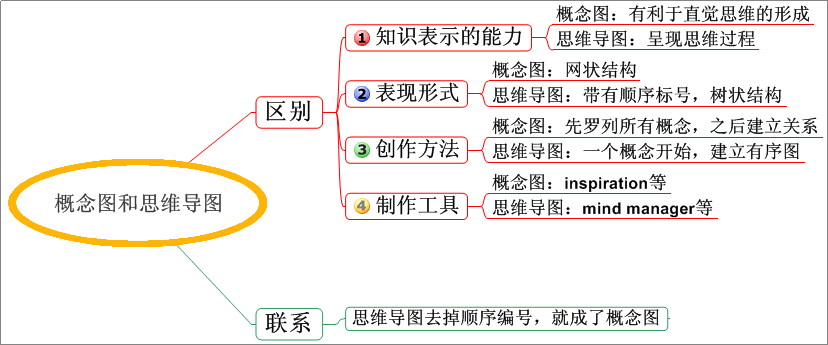 概念图和思维导图
区别
1 知识表示的能力
概念图：有利于直觉思维的形成
思维导图：呈现思维过程
2 表现形式
概念图：网状结构
思维导图：带有顺序标号，树状结构
3 创作方法
概念图：先罗列所有概念，之后建立关系
思维导图：一个概念开始，建立有序图
4 制作工具
概念图：inspiration等
思维导图：mind manager等
联系
思维导图去掉顺序编号，就成了概念图